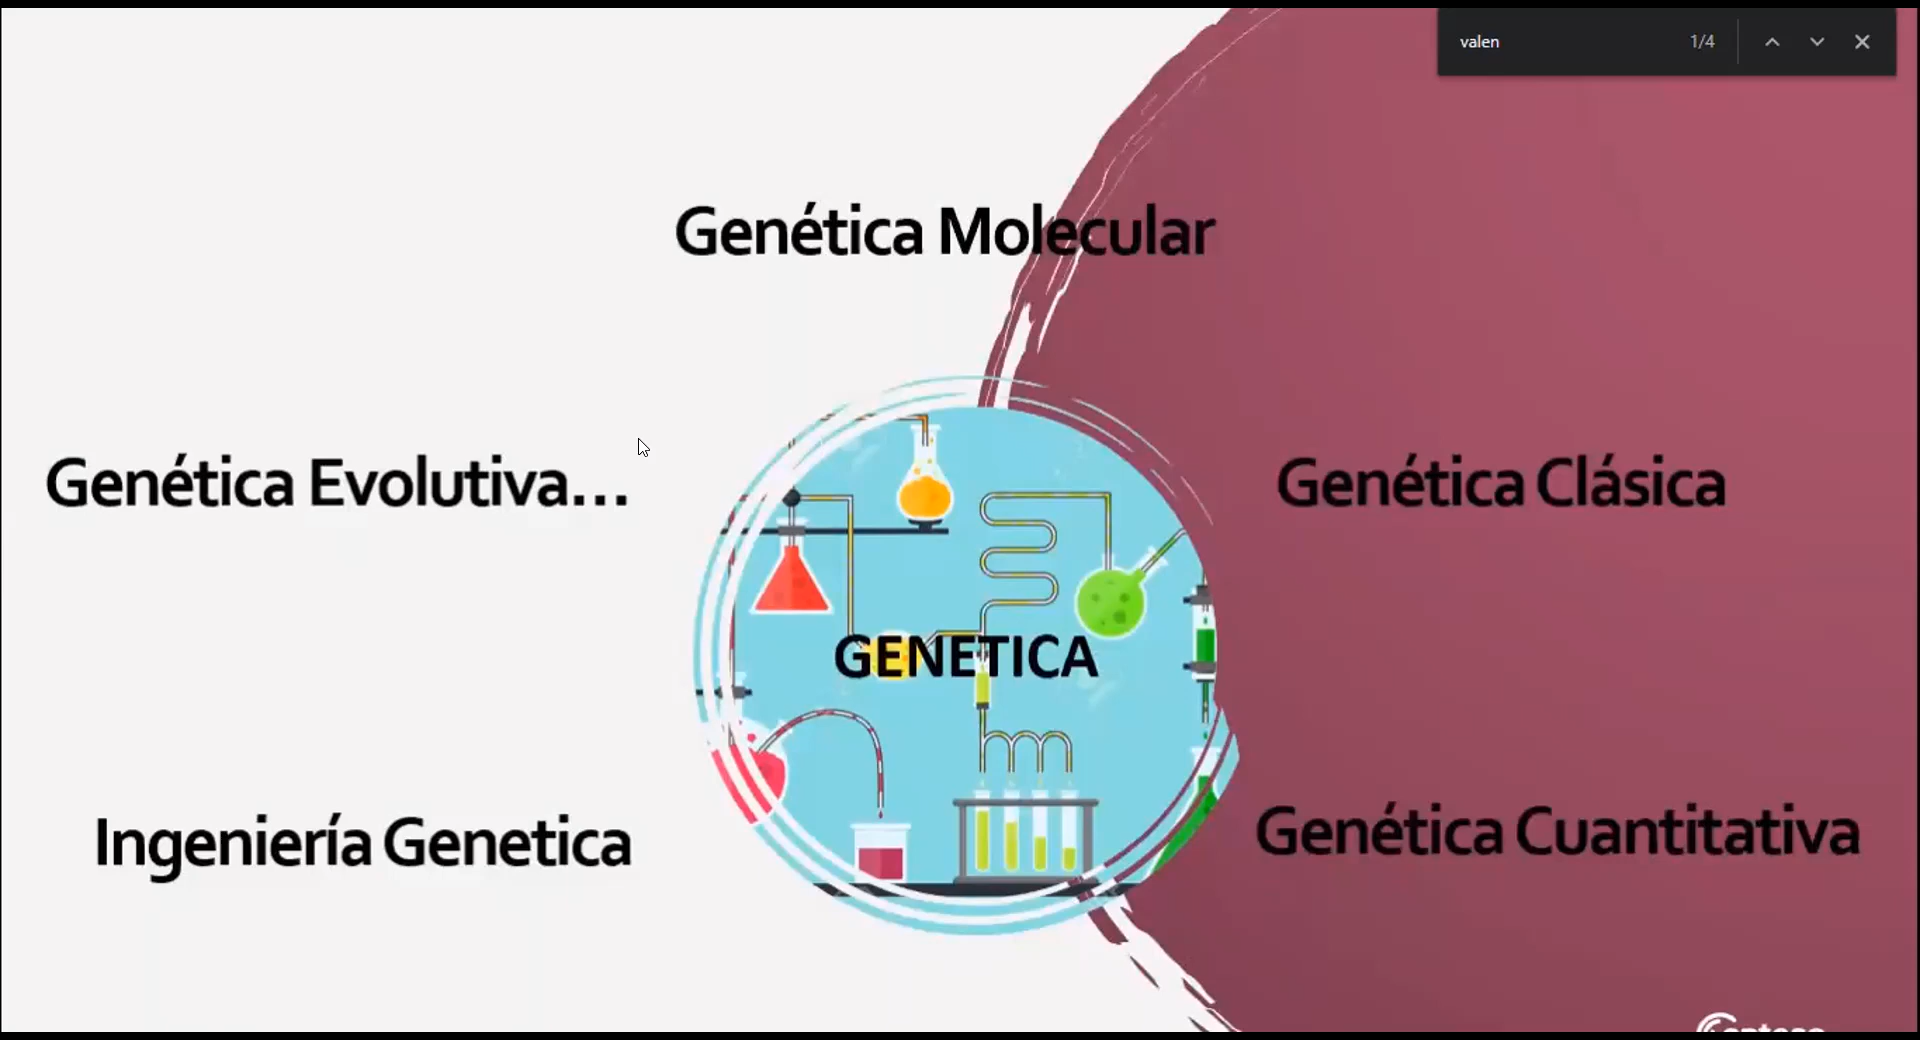 valen 1/4
Genética Molecular
Genética Evolutiva...
Genética Clásica
GENETICA
Ingeniería Genetica
Genética Cuantitativa